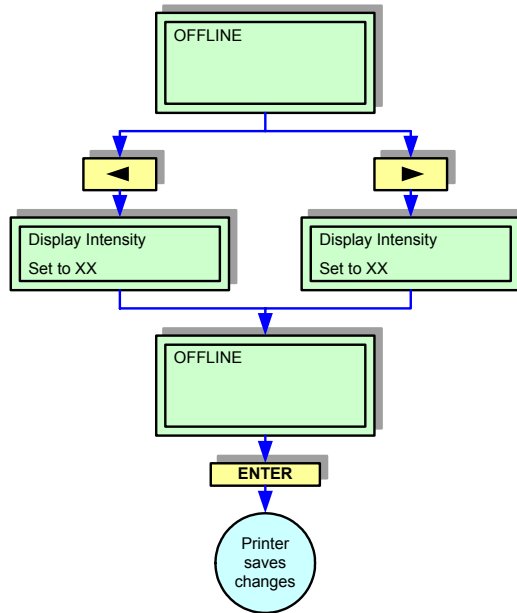 OFFLINE
Display Intensity
Set to XX
Display Intensity
Set to XX
OFFLINE
ENTER
Printer
saves
changes